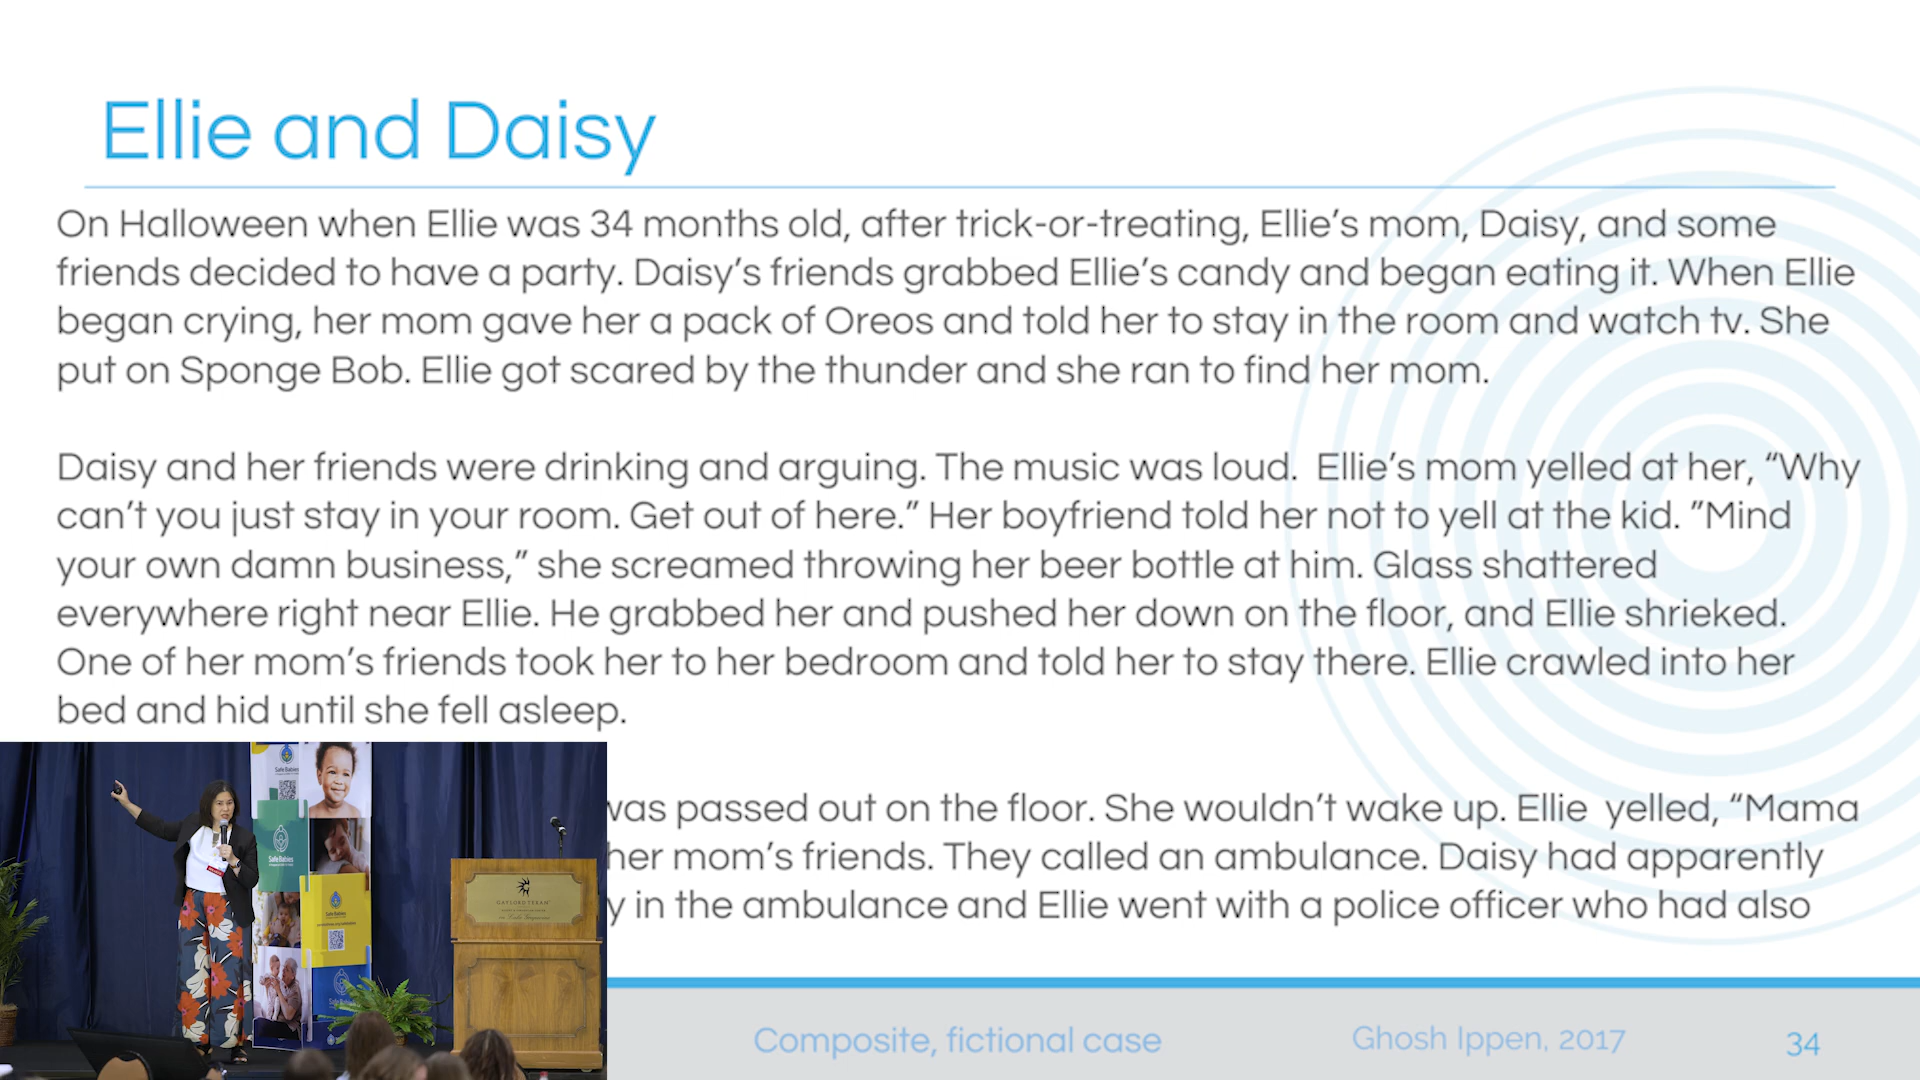 Ellie and Daisy
On Halloween when Ellie was 34 months old, after trick-or-treating, Ellie’s mom, Daisy, and some
friends decided to have a party. Daisy’s friends grabbed Ellie’s candy and began eating it. When Ellie
began crying, her mom gave her a pack of Oreos and told her to stay in the room and watch tv. She
put on Sponge Bob. Ellie got scared by the thunder and she ran to find her mom.
Daisy and her friends were drinking and arguing. The music was loud. Ellie’s mom yelled at her, “Why
can’t you just stay in your room. Get out of here.” Her boyfriend told her not to yell at the kid. ”Mind
your own damn business,” she screamed throwing her beer bottle at him. Glass shattered
everywhere right near Ellie. He grabbed her and pushed her down on the floor, and Ellie shrieked.
One of her mom’s friends took her to her bedroom and told her to stay there. Ellie crawled into her
bed and hid until she fell asleep.
was passed out on the floor. She wouldn’t wake up. Ellie yelled, “Mama
her mom’s friends. They called an ambulance. Daisy had apparently
y in the ambulance and Ellie went with a police officer who had also
Safe Babies
Safe Babies
GAYLORD TEXAN
Composite, fictional case
Ghosh Ippen, 2017
34